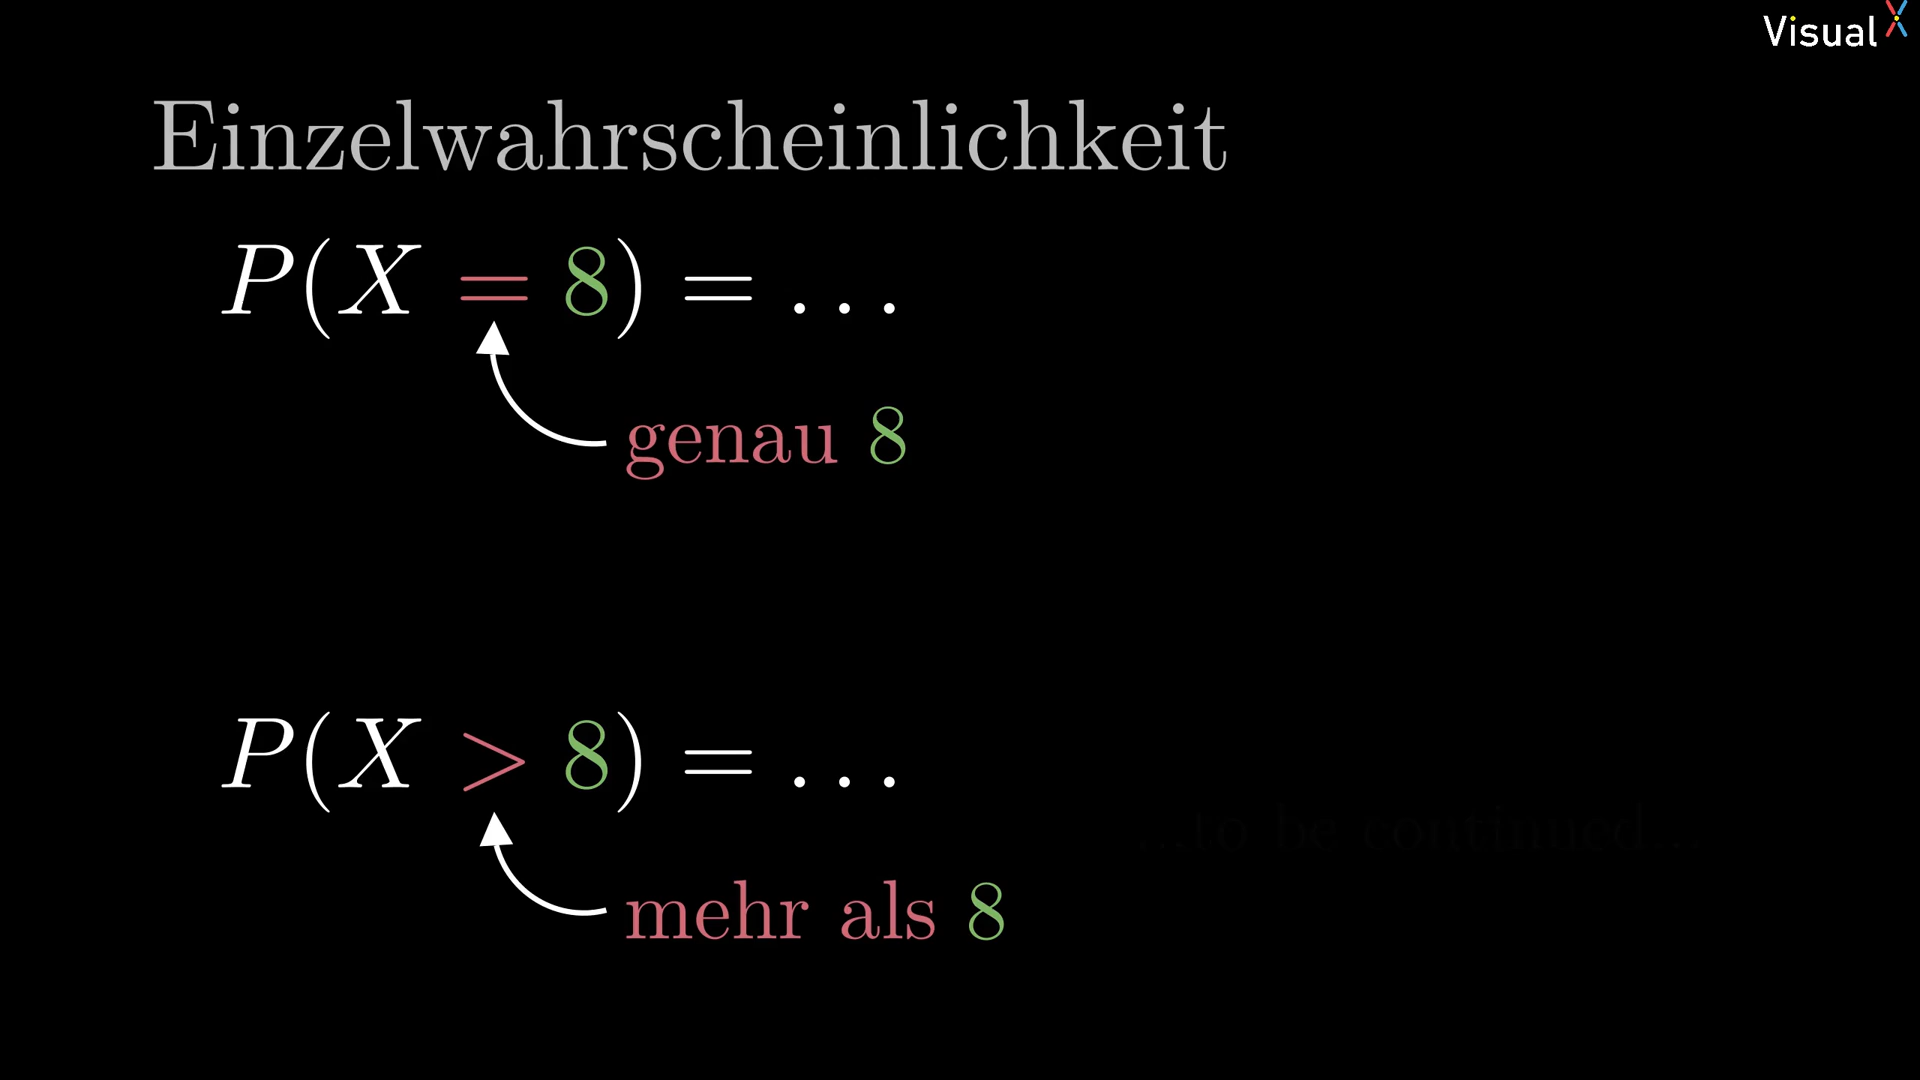 Visual X
Einzelwahrscheinlichkeit
P(X = 8) = . . .
genau 8
P(X > 8) = . . .
...to be continued...
mehr als 8